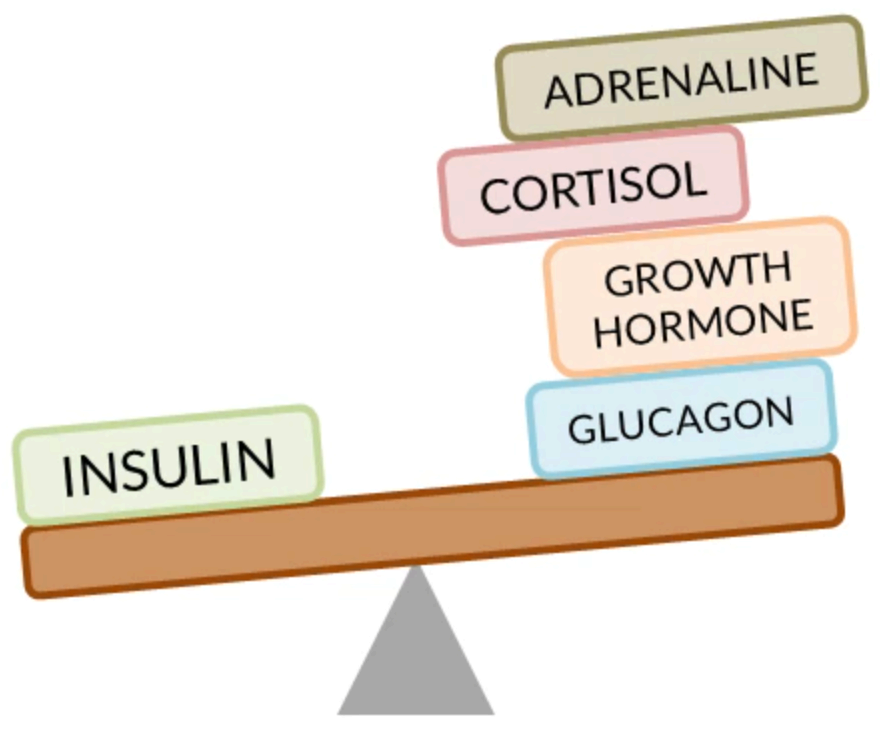 ADRENALINE
CORTISOL
GROWTH
HORMONE
GLUCAGON
INSULIN